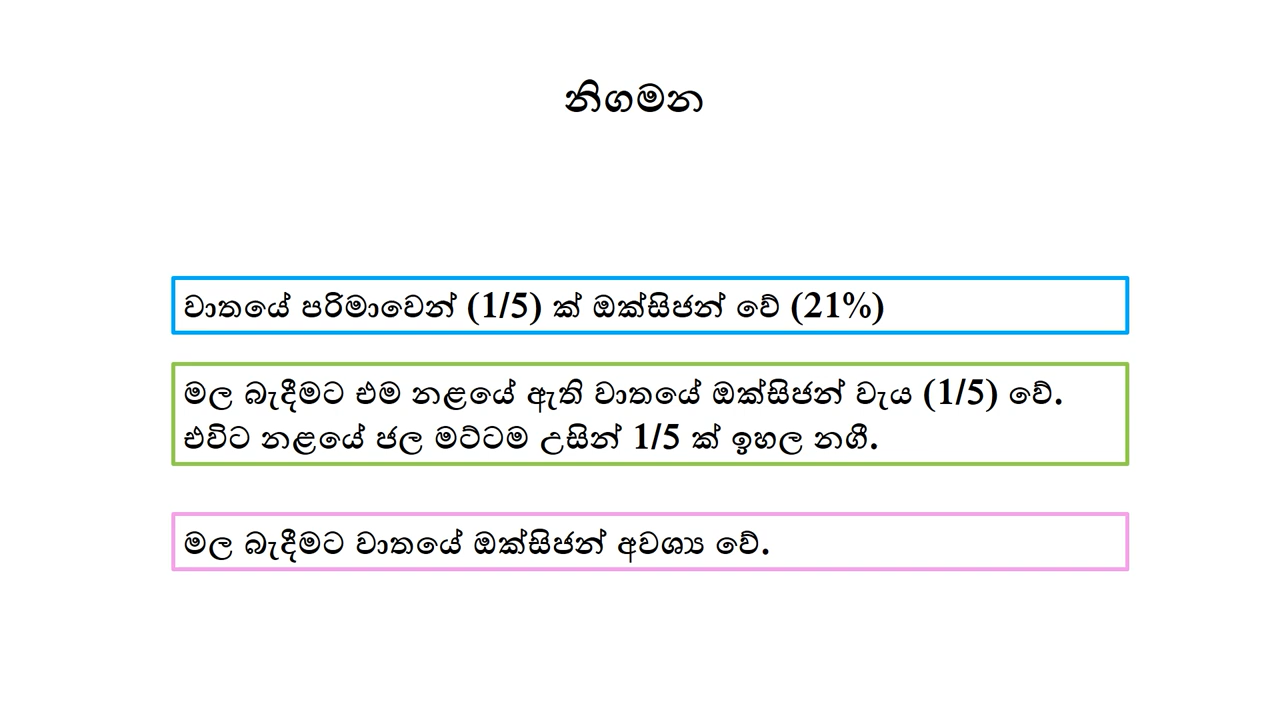 නිගමන
වාතයේ පරිමාවෙන් (1/5) ක් ඔක්සිජන් වේ (21%)
මල බැදීමට එම නළයේ ඇති වාතයේ ඔක්සිජන් වැය (1/5) වේ.
එවිට නළයේ ජල මට්ටම උසින් 1/5 ක් ඉහල නගී.
මල බැදීමට වාතයේ ඔක්සිජන් අවශ්‍ය වේ.